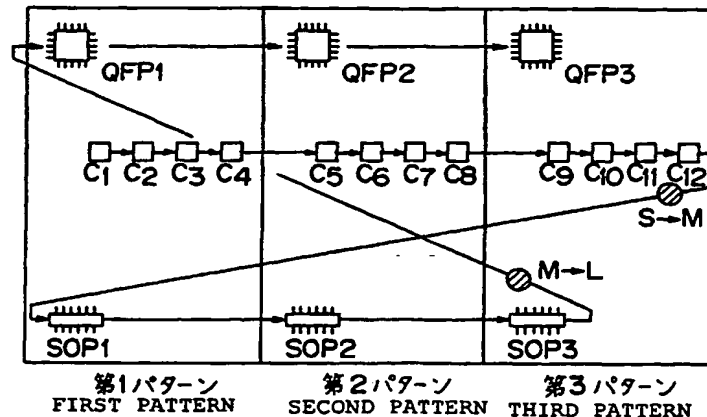 QFP1 QFP2 QFP3
C1 C2 C3 C4 C5 C6 C7 C8 C9 C10 C11 C12
S→M
M→L
SOP1 SOP2 SOP3
第1パターン 第2パターン 第3パターン
FIRST PATTERN SECOND PATTERN THIRD PATTERN